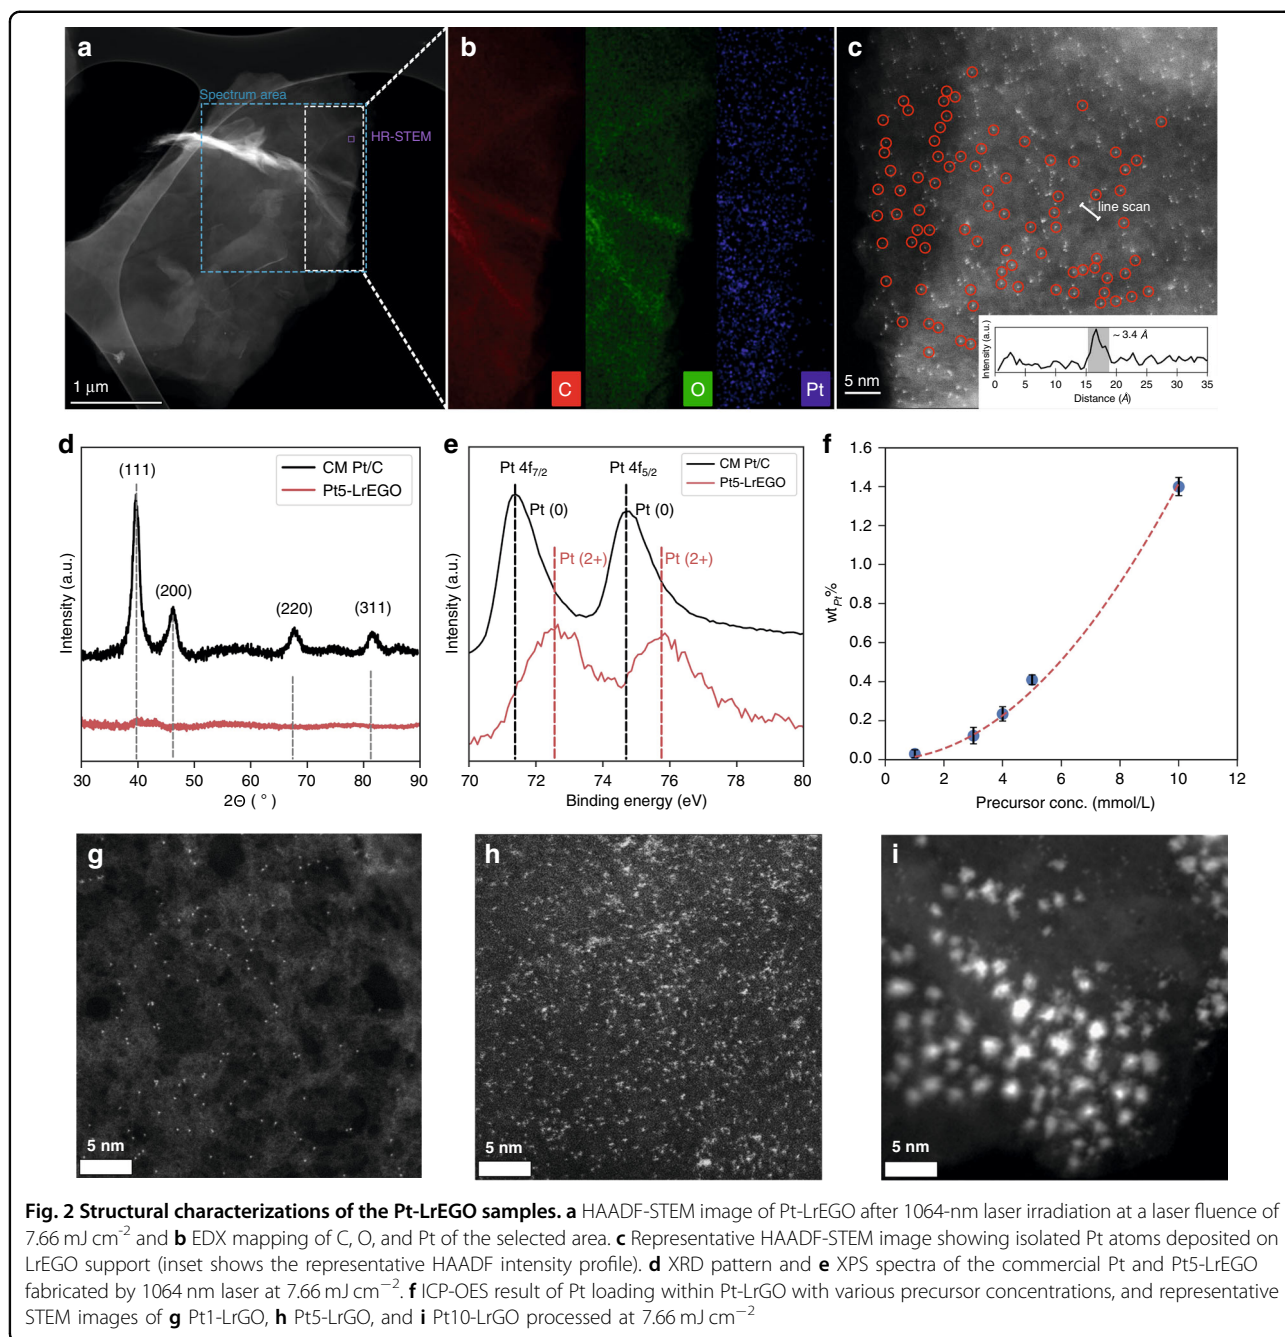 a
Spectrum area
HR-STEM
1 μm
b
C
O
Pt
c
line scan
5 nm
Intensity (a.u.)
~ 3.4 Å
0 5 10 15 20 25 30 35
Distance (Å)
d
CM Pt/C
Pt5-LrEGO
(111)
(200)
(220)
(311)
Intensity (a.u.)
30 40 50 60 70 80 90
2Θ ( ° )
e
CM Pt/C
Pt5-LrEGO
Pt 4f7/2
Pt 4f5/2
Pt (0)
Pt (0)
Pt (2+)
Pt (2+)
Intensity (a.u.)
70 72 74 76 78 80
Binding energy (eV)
f
1.6
1.4
1.2
1.0
0.8
0.6
0.4
0.2
0.0
wtPt%
0 2 4 6 8 10 12
Precursor conc. (mmol/L)
g
5 nm
h
5 nm
i
5 nm
Fig. 2 Structural characterizations of the Pt-LrEGO samples. a HAADF-STEM image of Pt-LrEGO after 1064-nm laser irradiation at a laser fluence of
7.66 mJ cm-2 and b EDX mapping of C, O, and Pt of the selected area. c Representative HAADF-STEM image showing isolated Pt atoms deposited on
LrEGO support (inset shows the representative HAADF intensity profile). d XRD pattern and e XPS spectra of the commercial Pt and Pt5-LrEGO
fabricated by 1064 nm laser at 7.66 mJ cm−2. f ICP-OES result of Pt loading within Pt-LrGO with various precursor concentrations, and representative
STEM images of g Pt1-LrGO, h Pt5-LrGO, and i Pt10-LrGO processed at 7.66 mJ cm−2